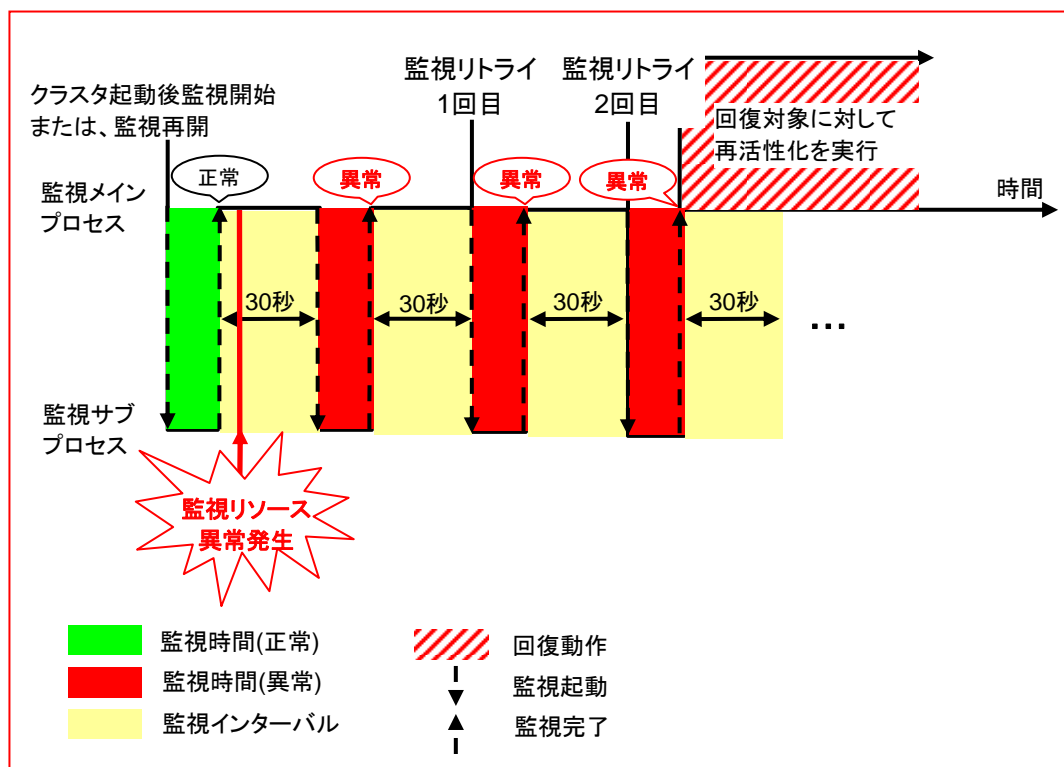 監視リトライ
1回目
監視リトライ
2回目
クラスタ起動後監視開始
または、監視再開
回復対象に対して
再活性化を実行
正常
異常
異常
異常
監視メイン
プロセス
時間
30秒
30秒
30秒
30秒
...
監視サブ
プロセス
監視リソース
異常発生
監視時間(正常)
監視時間(異常)
監視インターバル
回復動作
監視起動
監視完了